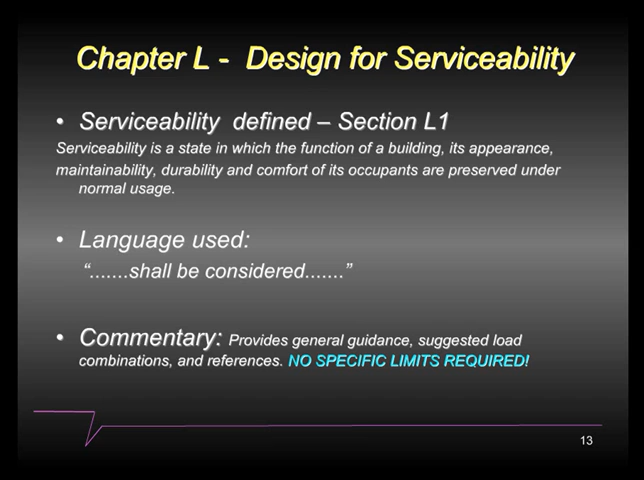 Chapter L - Design for Serviceability
• Serviceability defined – Section L1
Serviceability is a state in which the function of a building, its appearance,
maintainability, durability and comfort of its occupants are preserved under
normal usage.
• Language used:
“.......shall be considered.......”
• Commentary: Provides general guidance, suggested load
combinations, and references. NO SPECIFIC LIMITS REQUIRED!
13